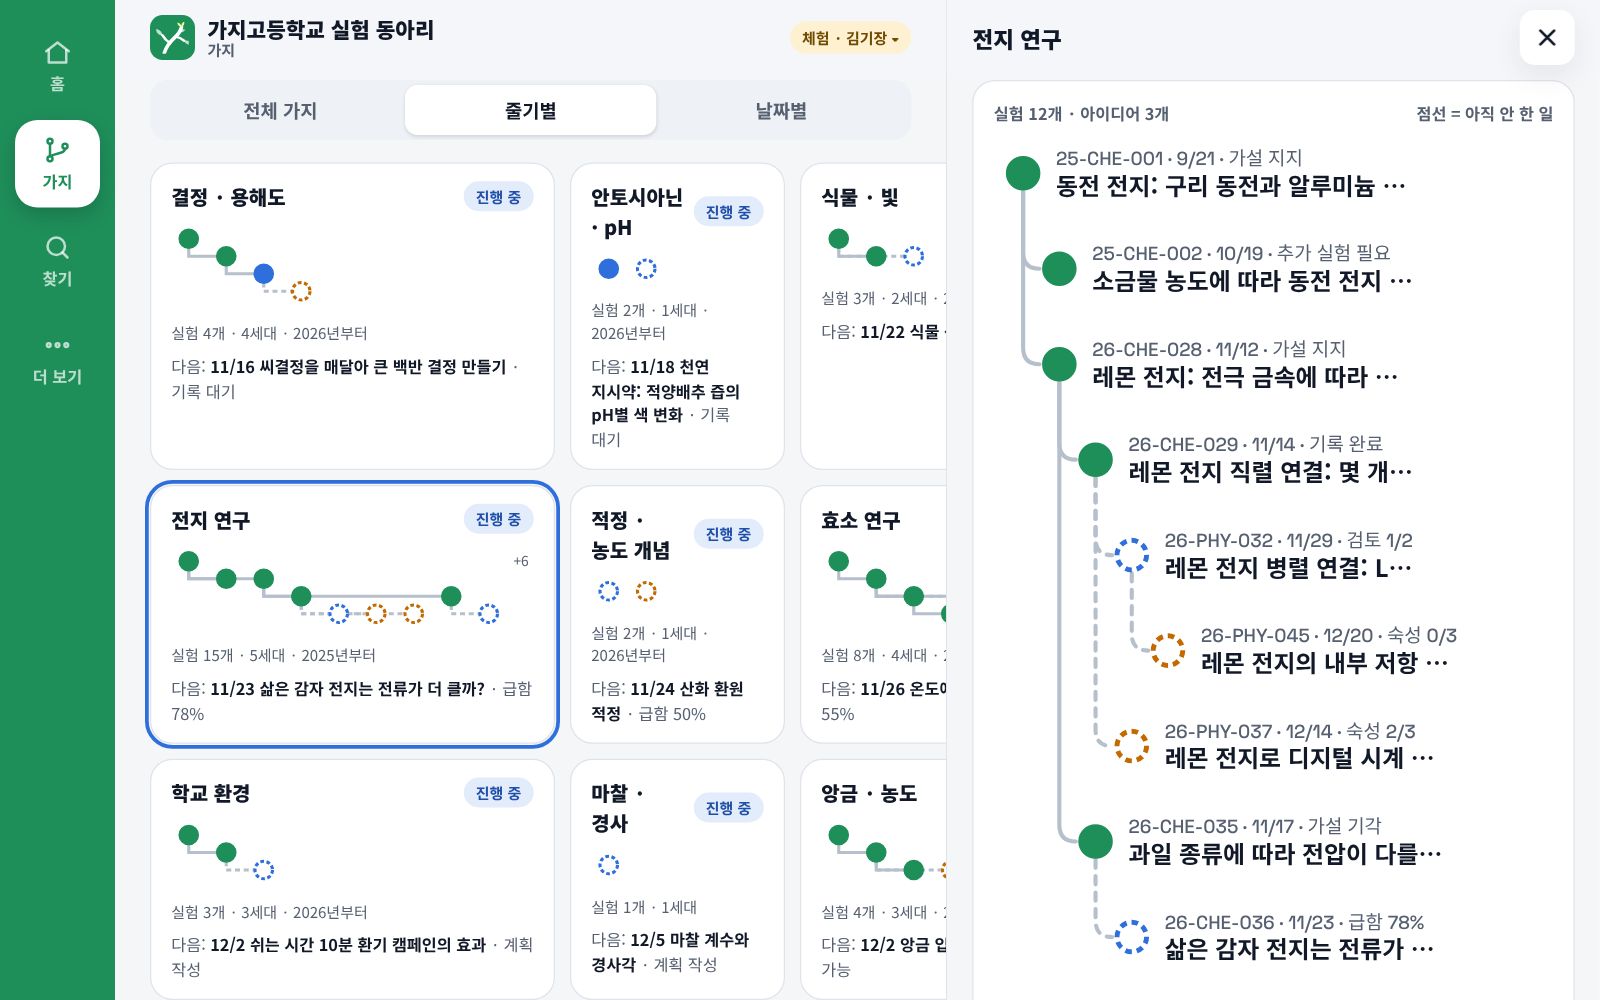 홈
가지
찾기
더 보기
가지고등학교 실험 동아리
가지
체험 · 김기장
전체 가지
줄기별
날짜별
결정 · 용해도
진행 중
실험 4개 · 4세대 · 2026년부터
다음: 11/16 씨결정을 매달아 큰 백반 결정 만들기 ·
기록 대기
안토시아닌
· pH
진행 중
실험 2개 · 1세대 ·
2026년부터
다음: 11/18 천연
지시약: 적양배추 즙의
pH별 색 변화 · 기록
대기
식물 · 빛
실험 3개 · 2세대 · 2
다음: 11/22 식물 ·
전지 연구
진행 중
+6
실험 15개 · 5세대 · 2025년부터
다음: 11/23 삶은 감자 전지는 전류가 더 클까? · 급함
78%
적정 ·
농도 개념
진행 중
실험 2개 · 1세대 ·
2026년부터
다음: 11/24 산화 환원
적정 · 급함 50%
효소 연구
실험 8개 · 4세대 · 2
다음: 11/26 온도에
55%
학교 환경
진행 중
실험 3개 · 3세대 · 2026년부터
다음: 12/2 쉬는 시간 10분 환기 캠페인의 효과 · 계획
작성
마찰 ·
경사
진행 중
실험 1개 · 1세대
다음: 12/5 마찰 계수와
경사각 · 계획 작성
앙금 · 농도
실험 4개 · 3세대 · 2
다음: 12/2 앙금
가능
전지 연구
실험 12개 · 아이디어 3개
점선 = 아직 안 한 일
25-CHE-001 · 9/21 · 가설 지지
동전 전지: 구리 동전과 알루미늄 ···
25-CHE-002 · 10/19 · 추가 실험 필요
소금물 농도에 따라 동전 전지 ···
26-CHE-028 · 11/12 · 가설 지지
레몬 전지: 전극 금속에 따라 ···
26-CHE-029 · 11/14 · 기록 완료
레몬 전지 직렬 연결: 몇 개···
26-PHY-032 · 11/29 · 검토 1/2
레몬 전지 병렬 연결: L···
26-PHY-045 · 12/20 · 숙성 0/3
레몬 전지의 내부 저항 ···
26-PHY-037 · 12/14 · 숙성 2/3
레몬 전지로 디지털 시계 ···
26-CHE-035 · 11/17 · 가설 기각
과일 종류에 따라 전압이 다를···
26-CHE-036 · 11/23 · 급함 78%
삶은 감자 전지는 전류가 ···